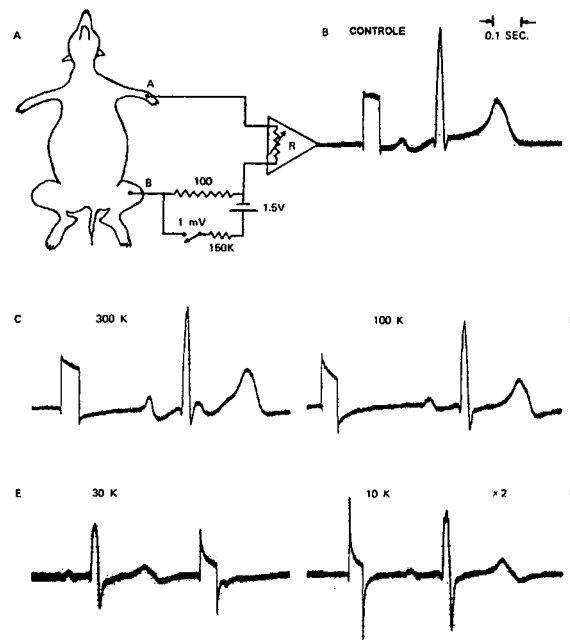 A
B CONTROLE
0.1 SEC.
A
R
B
100
1.5V
1 mV
150K
C
300 K
100 K
E
30 K
10 K
×2